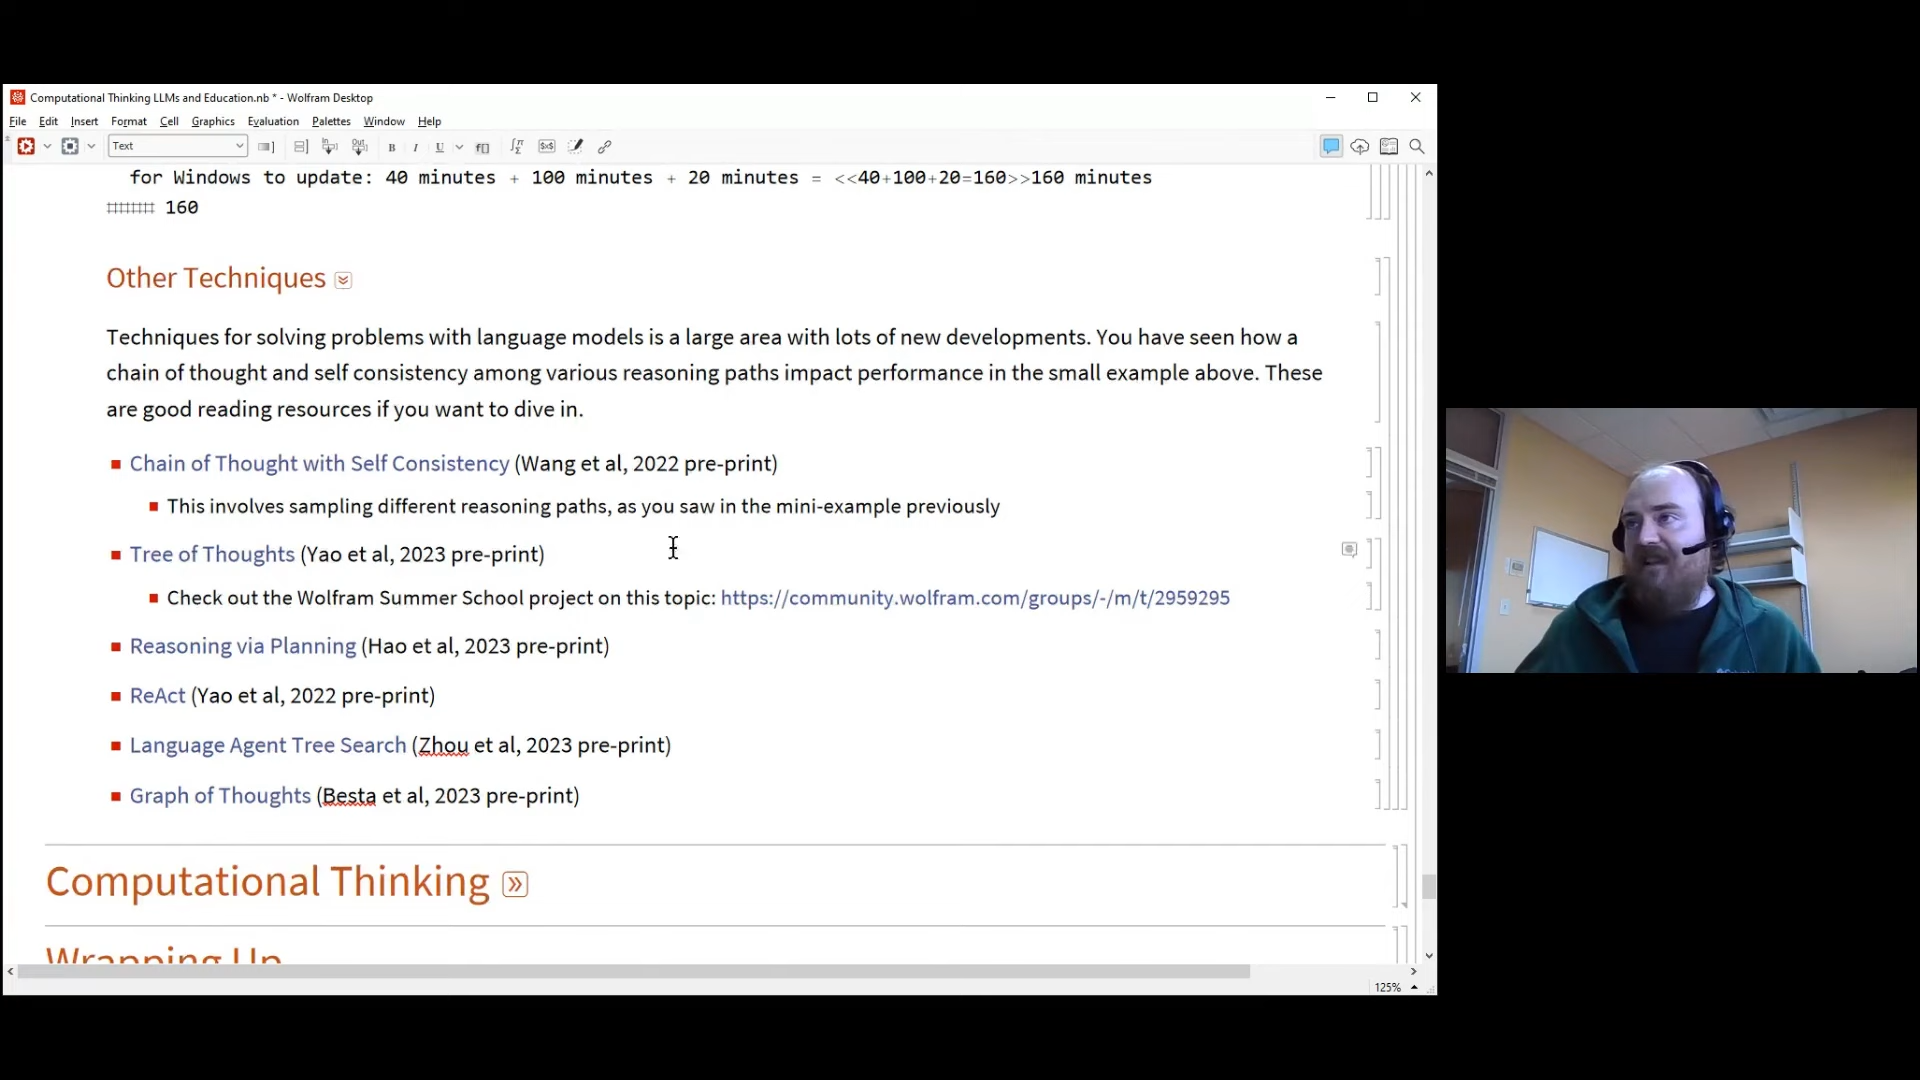 Computational Thinking LLMs and Education.nb * - Wolfram Desktop
File Edit Insert Format Cell Graphics Evaluation Palettes Window Help
Text
for Windows to update: 40 minutes + 100 minutes + 20 minutes = <<40+100+20=160>>160 minutes
#### 160
Other Techniques
Techniques for solving problems with language models is a large area with lots of new developments. You have seen how a
chain of thought and self consistency among various reasoning paths impact performance in the small example above. These
are good reading resources if you want to dive in.
Chain of Thought with Self Consistency (Wang et al, 2022 pre-print)
This involves sampling different reasoning paths, as you saw in the mini-example previously
Tree of Thoughts (Yao et al, 2023 pre-print)
Check out the Wolfram Summer School project on this topic: https://community.wolfram.com/groups/-/m/t/2959295
Reasoning via Planning (Hao et al, 2023 pre-print)
ReAct (Yao et al, 2022 pre-print)
Language Agent Tree Search (Zhou et al, 2023 pre-print)
Graph of Thoughts (Besta et al, 2023 pre-print)
Computational Thinking
Wrapping Up
125%